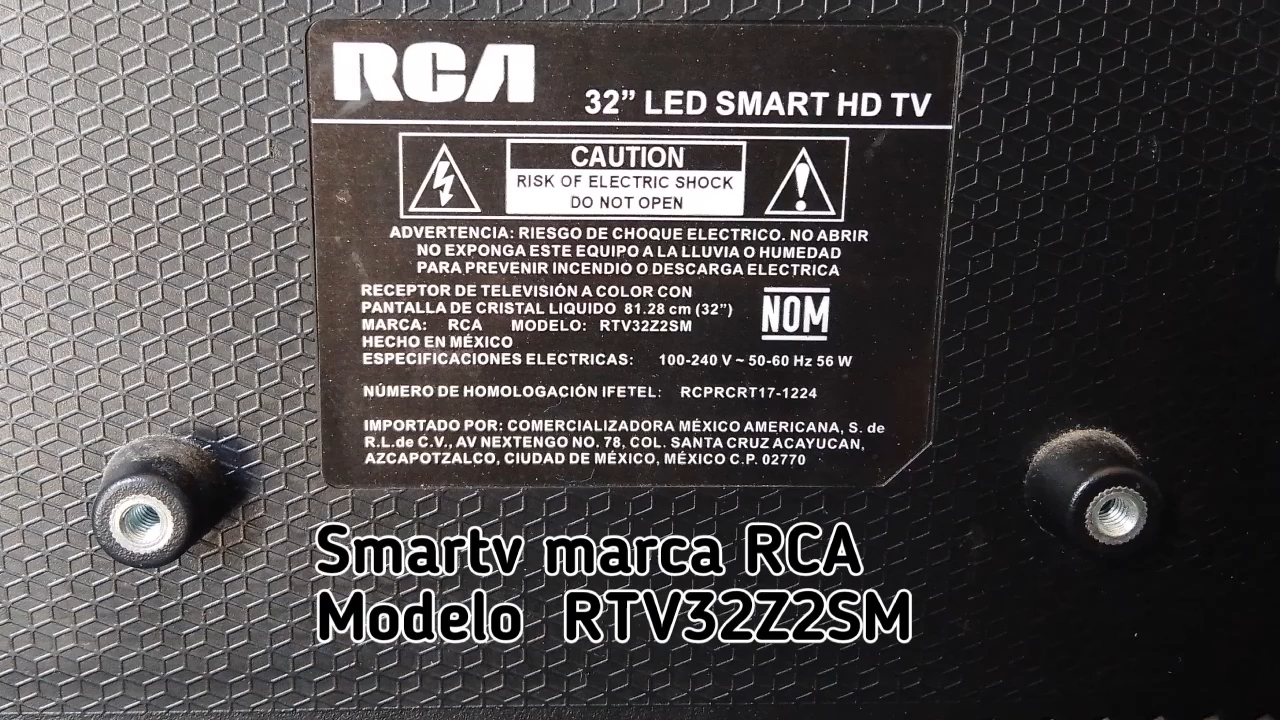 RCA
32” LED SMART HD TV
CAUTION
RISK OF ELECTRIC SHOCK
DO NOT OPEN
ADVERTENCIA: RIESGO DE CHOQUE ELECTRICO. NO ABRIR
NO EXPONGA ESTE EQUIPO A LA LLUVIA O HUMEDAD
PARA PREVENIR INCENDIO O DESCARGA ELECTRICA
RECEPTOR DE TELEVISIÓN A COLOR CON
PANTALLA DE CRISTAL LIQUIDO 81.28 cm (32”)
MARCA: RCA MODELO: RTV32Z2SM
HECHO EN MÉXICO
NOM
ESPECIFICACIONES ELECTRICAS: 100-240 V ~ 50-60 Hz 56 W
NÚMERO DE HOMOLOGACIÓN IFETEL: RCPRCRT17-1224
IMPORTADO POR: COMERCIALIZADORA MÉXICO AMERICANA, S. de
R.L.de C.V., AV NEXTENGO NO. 78, COL. SANTA CRUZ ACAYUCAN,
AZCAPOTZALCO, CIUDAD DE MÉXICO, MÉXICO C.P. 02770
Smartv marca RCA
Modelo RTV32Z2SM